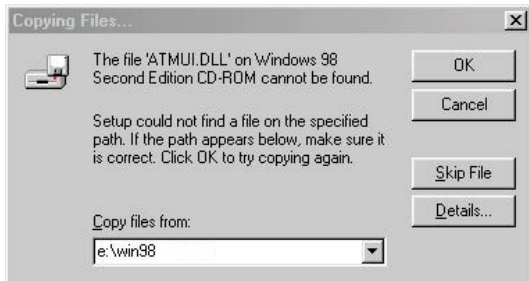 Copying Files...
The file 'ATMUI.DLL' on Windows 98
Second Edition CD-ROM cannot be found.
Setup could not find a file on the specified
path. If the path appears below, make sure it
is correct. Click OK to try copying again.
Copy files from:
e:\win98
OK
Cancel
Skip File
Details...